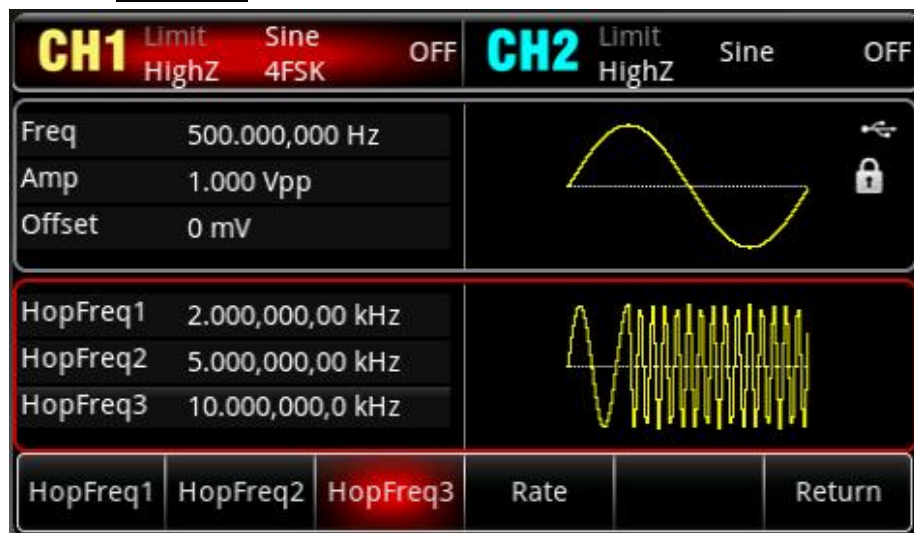 CH1 Limit Sine OFF CH2 Limit Sine OFF
HighZ 4FSK HighZ
Freq 500.000,000 Hz
Amp 1.000 Vpp
Offset 0 mV
HopFreq1 2.000,000,00 kHz
HopFreq2 5.000,000,00 kHz
HopFreq3 10.000,000,0 kHz
HopFreq1 HopFreq2 HopFreq3 Rate Return